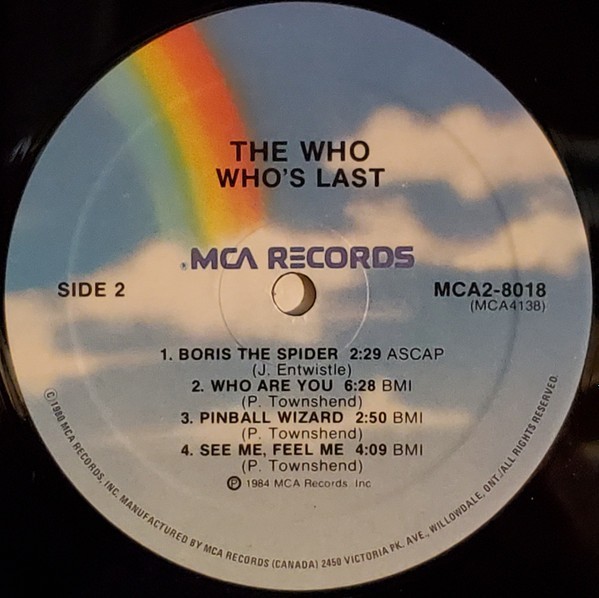 THE WHO
WHO'S LAST
®MCA RECORDS
SIDE 2
MCA2-8018
(MCA4138)
1. BORIS THE SPIDER 2:29 ASCAP
(J. Entwistle)
2. WHO ARE YOU 6:28 BMI
(P. Townshend)
3. PINBALL WIZARD 2:50 BMI
(P. Townshend)
4. SEE ME, FEEL ME 4:09 BMI
(P. Townshend)
℗ 1984 MCA Records Inc
©1980 MCA RECORDS, INC. MANUFACTURED BY MCA RECORDS (CANADA) 2450 VICTORIA PK. AVE., WILLOWDALE, ONT./ALL RIGHTS RESERVED.